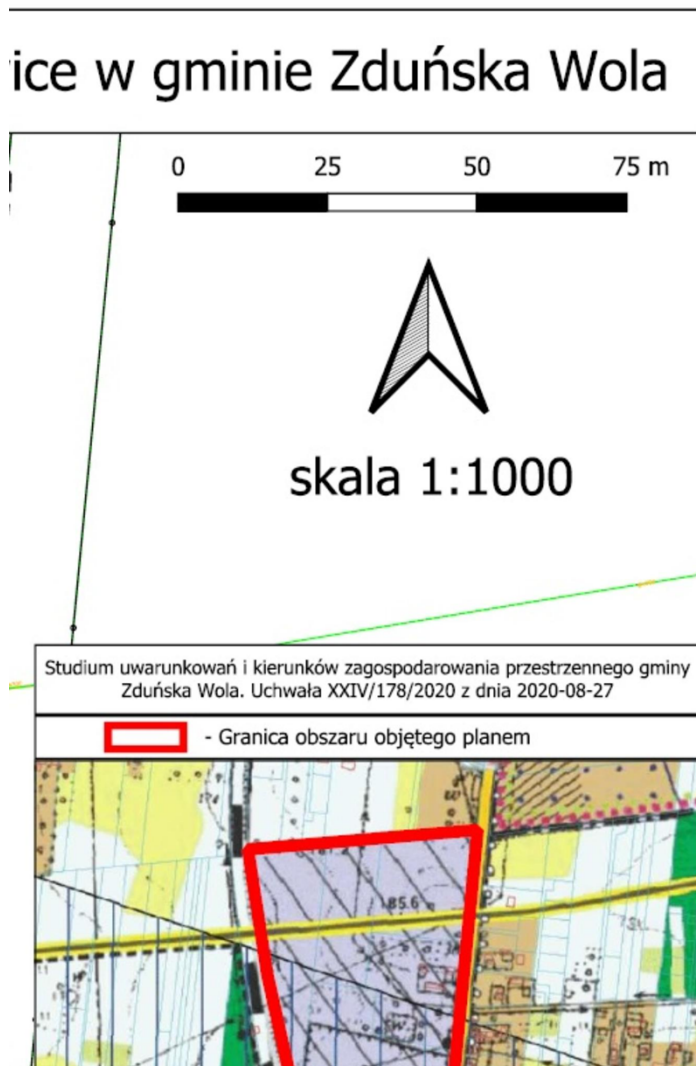 ice w gminie Zduńska Wola
0 25 50 75 m
skala 1:1000
Studium uwarunkowań i kierunków zagospodarowania przestrzennego gminy
Zduńska Wola. Uchwała XXIV/178/2020 z dnia 2020-08-27
- Granica obszaru objętego planem
85.6